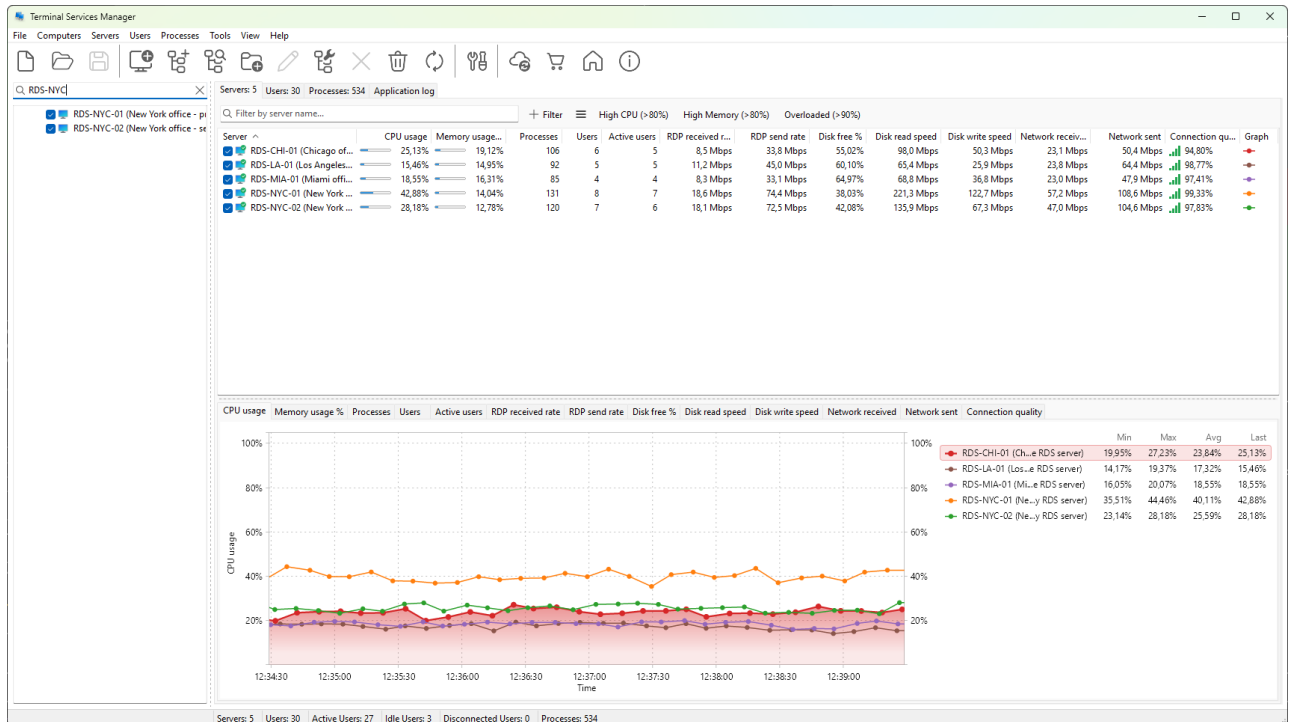 Terminal Services Manager
File Computers Servers Users Processes Tools View Help
RDS-NYC
RDS-NYC-01 (New York office - pr
RDS-NYC-02 (New York office - se
Servers: 5 Users: 30 Processes: 534 Application log
Filter by server name... Filter High CPU (>80%) High Memory (>80%) Overloaded (>90%)
Server CPU usage Memory usage... Processes Users Active users RDP received r... RDP send rate Disk free % Disk read speed Disk write speed Network receiv... Network sent Connection qu... Graph
RDS-CHI-01 (Chicago of... 25,13% 19,12% 106 6 5 8,5 Mbps 33,8 Mbps 55,02% 98,0 Mbps 50,3 Mbps 23,1 Mbps 50,4 Mbps 94,80%
RDS-LA-01 (Los Angeles... 15,46% 14,95% 92 5 5 11,2 Mbps 45,0 Mbps 60,10% 65,4 Mbps 25,9 Mbps 23,8 Mbps 64,4 Mbps 98,77%
RDS-MIA-01 (Miami offi... 18,55% 16,31% 85 4 4 8,3 Mbps 33,1 Mbps 64,97% 68,8 Mbps 36,8 Mbps 23,0 Mbps 47,9 Mbps 97,41%
RDS-NYC-01 (New York ... 42,88% 14,04% 131 8 7 18,6 Mbps 74,4 Mbps 38,03% 221,3 Mbps 122,7 Mbps 57,2 Mbps 108,6 Mbps 99,33%
RDS-NYC-02 (New York ... 28,18% 12,78% 120 7 6 18,1 Mbps 72,5 Mbps 42,08% 135,9 Mbps 67,3 Mbps 47,0 Mbps 104,6 Mbps 97,83%
CPU usage Memory usage % Processes Users Active users RDP received rate RDP send rate Disk free % Disk read speed Disk write speed Network received Network sent Connection quality
Min Max Avg Last
RDS-CHI-01 (Ch...e RDS server) 19,95% 27,23% 23,84% 25,13%
RDS-LA-01 (Los...e RDS server) 14,17% 19,37% 17,32% 15,46%
RDS-MIA-01 (Mi...e RDS server) 16,05% 20,07% 18,55% 18,55%
RDS-NYC-01 (Ne...y RDS server) 35,51% 44,46% 40,11% 42,88%
RDS-NYC-02 (Ne...y RDS server) 23,14% 28,18% 25,59% 28,18%
100% 100%
80% 80%
60% 60%
40% 40%
20% 20%
CPU usage
12:34:30 12:35:00 12:35:30 12:36:00 12:36:30 12:37:00 12:37:30 12:38:00 12:38:30 12:39:00
Time
Servers: 5 Users: 30 Active Users: 27 Idle Users: 3 Disconnected Users: 0 Processes: 534